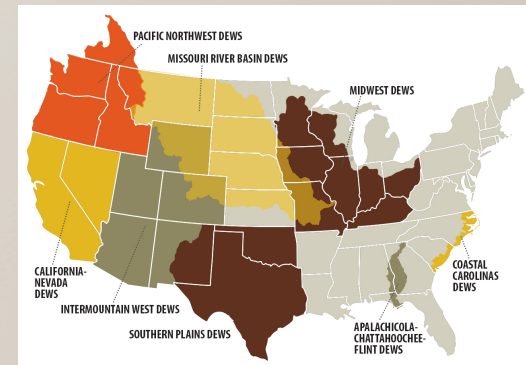 PACIFIC NORTHWEST DEWS
MISSOURI RIVER BASIN DEWS
MIDWEST DEWS
CALIFORNIA-
NEVADA
DEWS
INTERMOUNTAIN WEST DEWS
SOUTHERN PLAINS DEWS
COASTAL
CAROLINAS
DEWS
APALACHICOLA-
CHATTAHOOCHEE-
FLINT DEWS